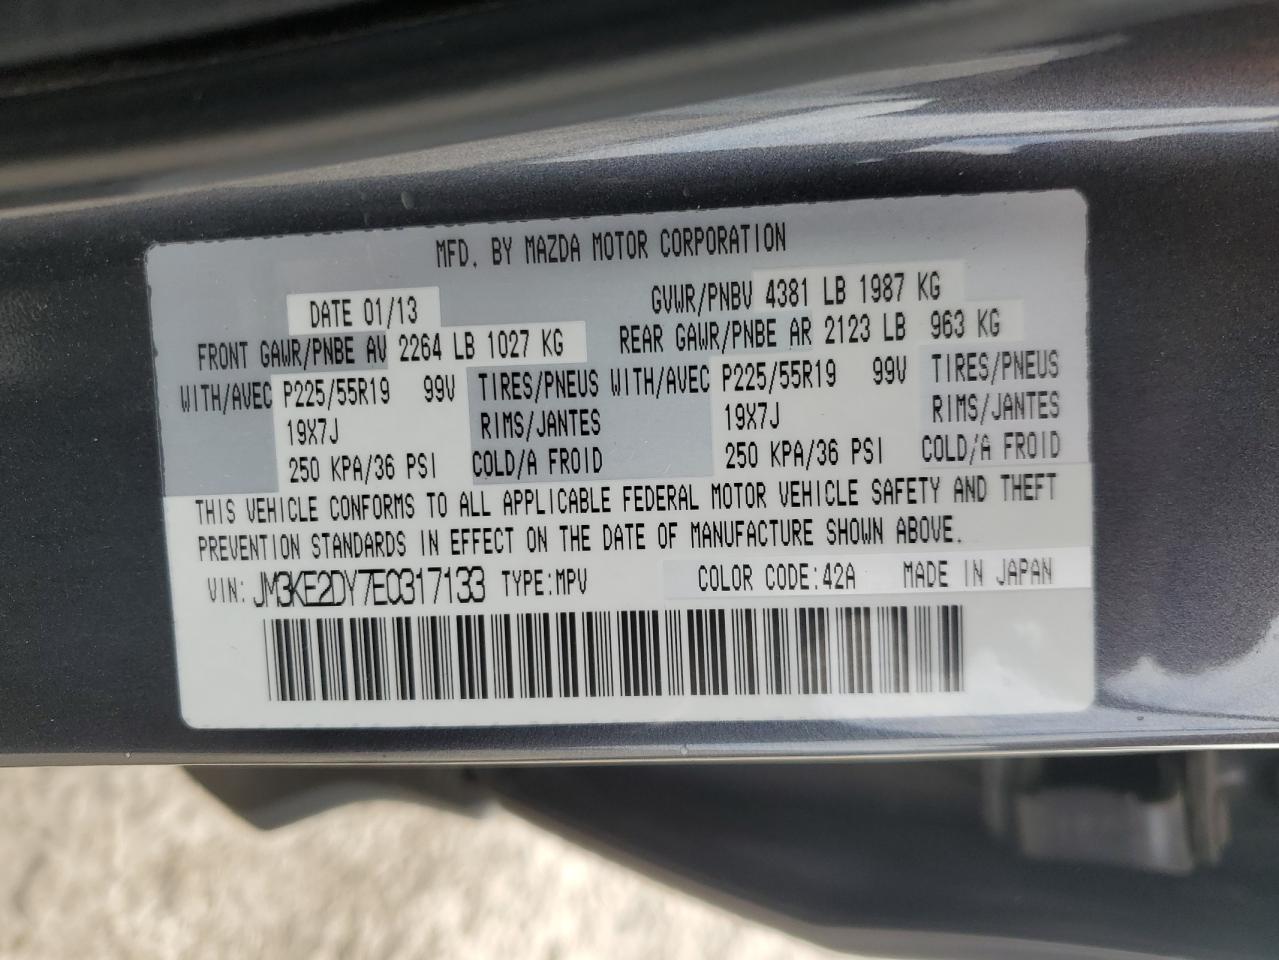 MFD. BY MAZDA MOTOR CORPORATION
DATE 01/13 GVWR/PNBV 4381 LB 1987 KG
FRONT GAWR/PNBE AV 2264 LB 1027 KG REAR GAWR/PNBE AR 2123 LB 963 KG
WITH/AVEC P225/55R19 99V TIRES/PNEUS WITH/AVEC P225/55R19 99V TIRES/PNEUS
19X7J RIMS/JANTES 19X7J RIMS/JANTES
250 KPA/36 PSI COLD/A FROID 250 KPA/36 PSI COLD/A FROID
THIS VEHICLE CONFORMS TO ALL APPLICABLE FEDERAL MOTOR VEHICLE SAFETY AND THEFT
PREVENTION STANDARDS IN EFFECT ON THE DATE OF MANUFACTURE SHOWN ABOVE.
VIN: JM3KE2DY7E0317133 TYPE:MPV COLOR CODE:42A MADE IN JAPAN